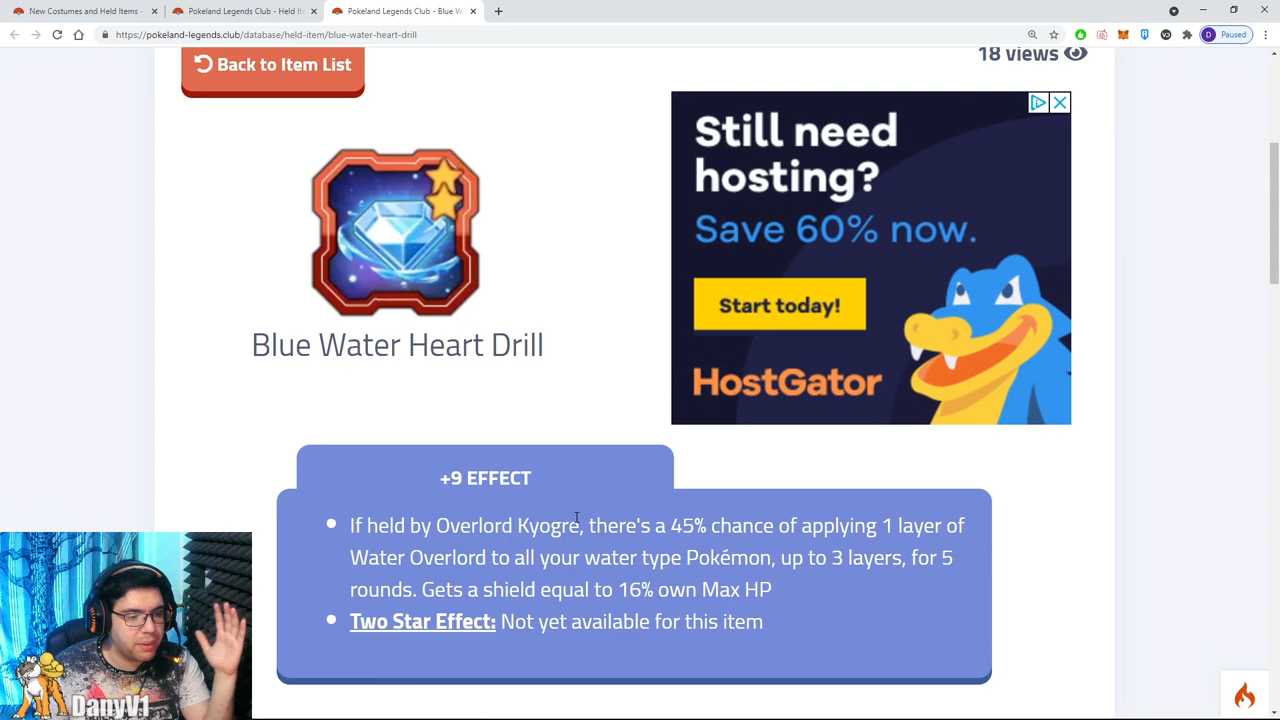 New Costumes and Held Items -
Pokeland Legends Club - Held Ite
Pokeland Legends Club - Blue W
https://pokeland-legends.club/database/held-item/blue-water-heart-drill
D Paused
Back to Item List
18 views
Still need
hosting?
Save 60% now.
Start today!
HostGator
Blue Water Heart Drill
+9 EFFECT
If held by Overlord Kyogre, there's a 45% chance of applying 1 layer of
Water Overlord to all your water type Pokémon, up to 3 layers, for 5
rounds. Gets a shield equal to 16% own Max HP
Two Star Effect: Not yet available for this item
DanyV1